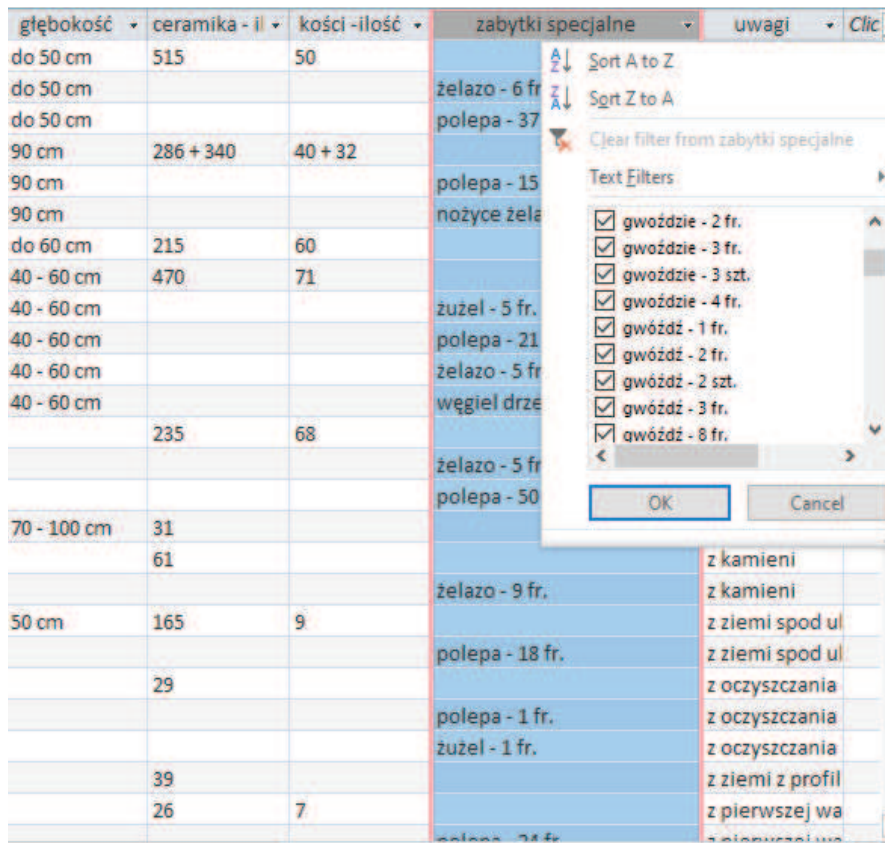 głębokość ceramika - il kości -ilość zabytki specjalne uwagi Clic
do 50 cm 515 50
do 50 cm żelazo - 6 fr
do 50 cm polepa - 37
90 cm 286 + 340 40 + 32
90 cm polepa - 15
90 cm nożyce żela
do 60 cm 215 60
40 - 60 cm 470 71
40 - 60 cm żużel - 5 fr.
40 - 60 cm polepa - 21
40 - 60 cm żelazo - 5 fr
40 - 60 cm węgiel drze
235 68
żelazo - 5 fr
polepa - 50
70 - 100 cm 31
61 z kamieni
żelazo - 9 fr. z kamieni
50 cm 165 9 z ziemi spod ul
polepa - 18 fr. z ziemi spod ul
29 z oczyszczania
polepa - 1 fr. z oczyszczania
żużel - 1 fr. z oczyszczania
39 z ziemi z profil
26 7 z pierwszej wa
polepa - 24 fr. z pierwszej wa
Sort A to Z
Sort Z to A
Clear filter from zabytki specjalne
Text Filters
gwoździe - 2 fr.
gwoździe - 3 fr.
gwoździe - 3 szt.
gwoździe - 4 fr.
gwóźdź - 1 fr.
gwóźdź - 2 fr.
gwóźdź - 2 szt.
gwóźdź - 3 fr.
gwóźdź - 8 fr.
OK Cancel